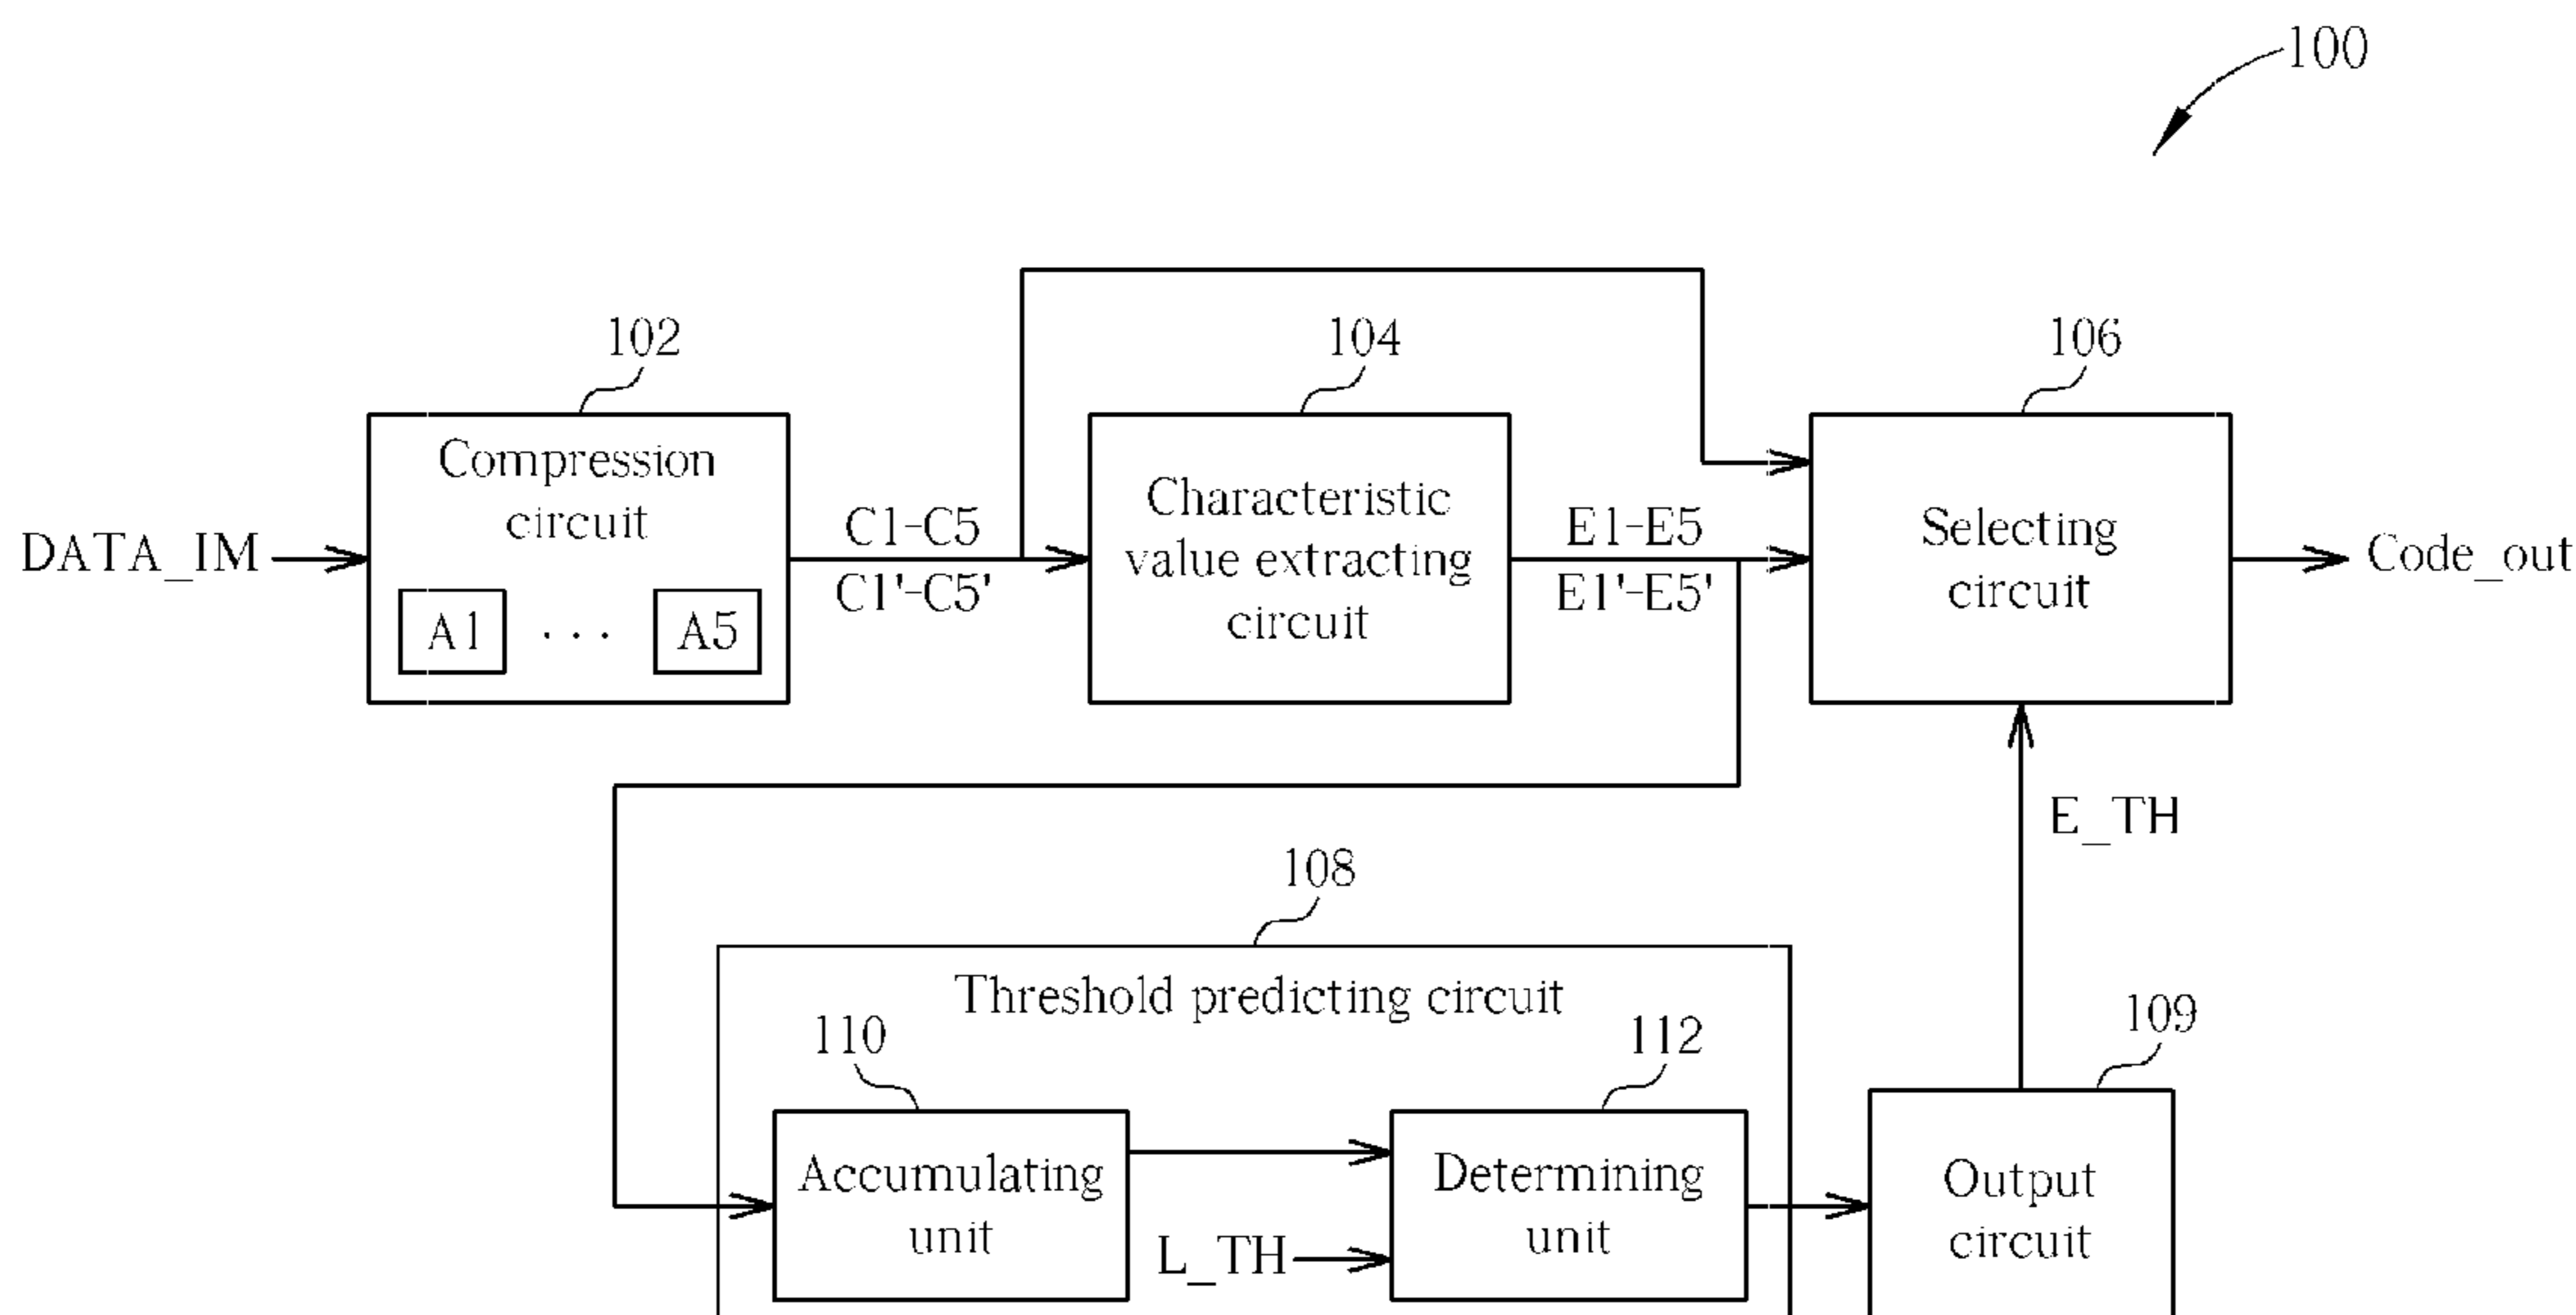 100
102
104
106
Compression
circuit
A1 ... A5
DATA_IM
C1-C5
C1'-C5'
Characteristic
value extracting
circuit
E1-E5
E1'-E5'
Selecting
circuit
Code_out
E_TH
108
Threshold predicting circuit
110
112
109
Accumulating
unit
L_TH
Determining
unit
Output
circuit